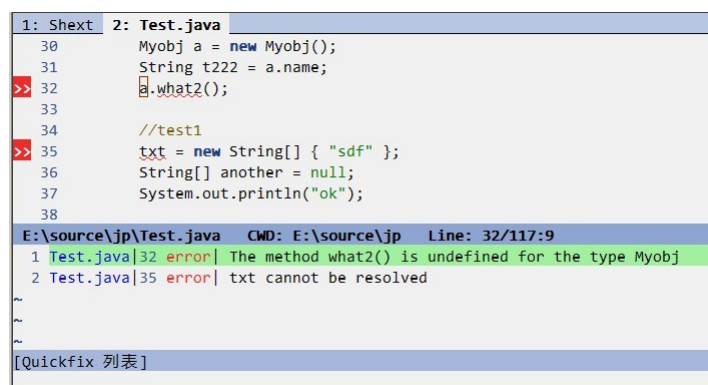 1: Shext 2: Test.java
30 Myobj a = new Myobj();
31 String t222 = a.name;
>> 32 a.what2();
33
34 //test1
>> 35 txt = new String[] { "sdf" };
36 String[] another = null;
37 System.out.println("ok");
38
E:\source\jp\Test.java CWD: E:\source\jp Line: 32/117:9
1 Test.java|32 error| The method what2() is undefined for the type Myobj
2 Test.java|35 error| txt cannot be resolved
~
~
~
[Quickfix 列表]